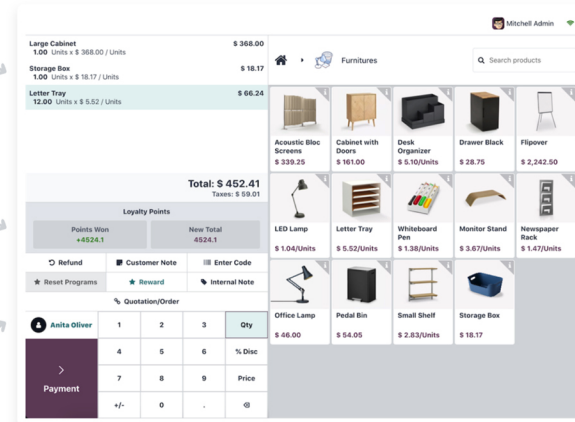 Mitchell Admin
Large Cabinet $ 368.00
1.00 Units x $ 368.00 / Units
Storage Box $ 18.17
1.00 Units x $ 18.17 / Units
Letter Tray $ 66.24
12.00 Units x $ 5.52 / Units
Total: $ 452.41
Taxes: $ 59.01
Loyalty Points
Points Won New Total
+4524.1 4524.1
Refund Customer Note Enter Code
Reset Programs Reward Internal Note
Quotation/Order
Anita Oliver 1 2 3 Qty
4 5 6 % Disc
7 8 9 Price
Payment
+/- 0 .
Furnitures Search products
Acoustic Bloc Screens
$ 339.25
Cabinet with Doors
$ 161.00
Desk Organizer
$ 5.10/Units
Drawer Black
$ 28.75
Flipover
$ 2,242.50
LED Lamp
$ 1.04/Units
Letter Tray
$ 5.52/Units
Whiteboard Pen
$ 1.38/Units
Monitor Stand
$ 3.67/Units
Newspaper Rack
$ 1.47/Units
Office Lamp
$ 46.00
Pedal Bin
$ 54.05
Small Shelf
$ 2.83/Units
Storage Box
$ 18.17